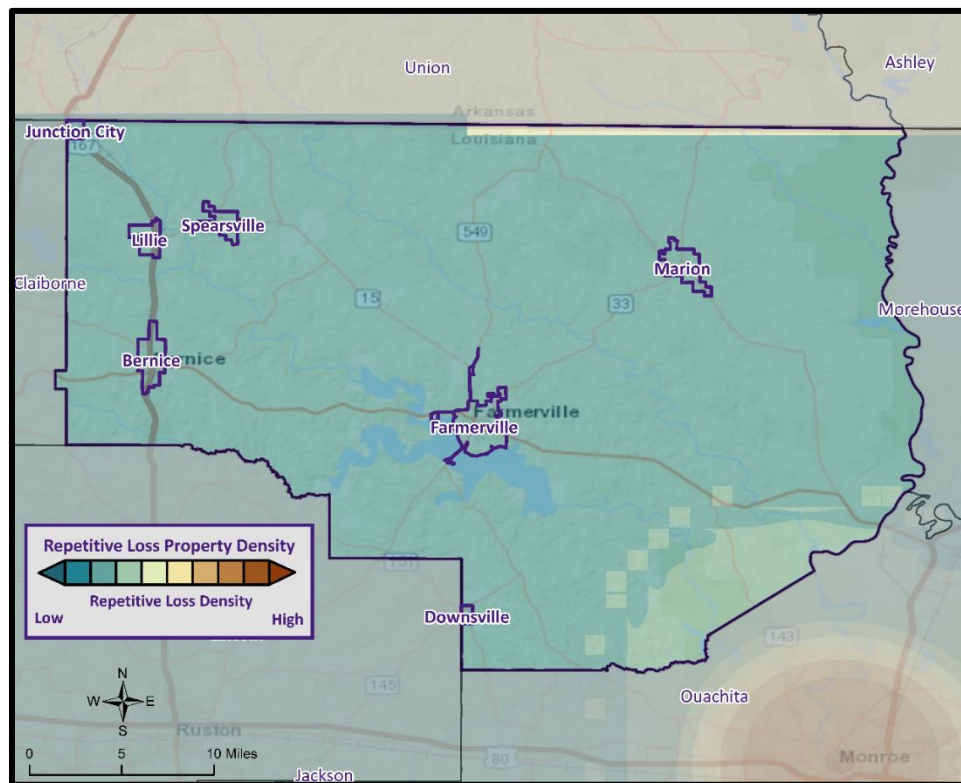 Union
Ashley
Arkansas
Louisiana
Junction City
167
Spearsville
Lillie
549
Marion
Claiborne
15
33
Morehouse
Bernice
rnice
Farmerville
Farmerville
Repetitive Loss Property Density
Repetitive Loss Density
Low
High
151
Downsville
143
N
W E
S
145
Ouachita
Ruston
0 5 10 Miles
80
Monroe
Jackson